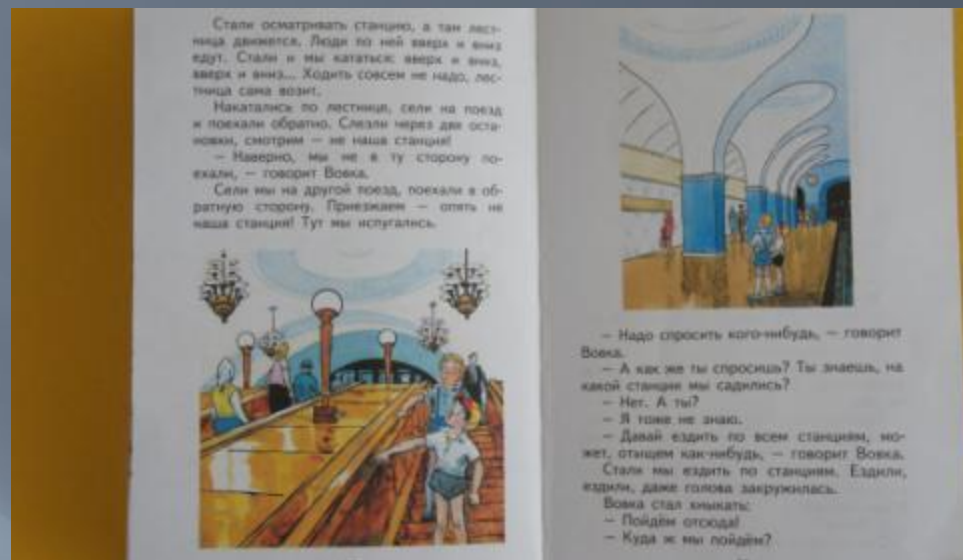 Стали осматривать станцию, а там лест-
ница движется. Люди по ней вверх и вниз
едут. Стали и мы кататься: вверх и вниз,
вверх и вниз... Ходить совсем не надо, лес-
тница сама возит.
Накатались по лестнице, сели на поезд
и поехали обратно. Слезли через две оста-
новки, смотрим — не наша станция!
— Наверно, мы не в ту сторону по-
ехали, — говорит Вовка.
Сели мы на другой поезд, поехали в об-
ратную сторону. Приезжаем — опять не
наша станция! Тут мы испугались.
— Надо спросить кого-нибудь, — говорит
Вовка.
— А как же ты спросишь? Ты знаешь, на
какой станции мы садились?
— Нет. А ты?
— Я тоже не знаю.
— Давай ездить по всем станциям, мо-
жет, отыщем как-нибудь, — говорит Вовка.
Стали мы ездить по станциям. Ездили,
ездили, даже голова закружилась.
Вовка стал хныкать:
— Пойдём отсюда!
— Куда ж мы пойдём?